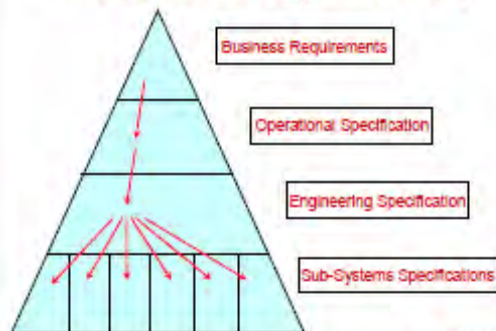 Business Requirements
Operational Specification
Engineering Specification
Sub-Systems Specifications